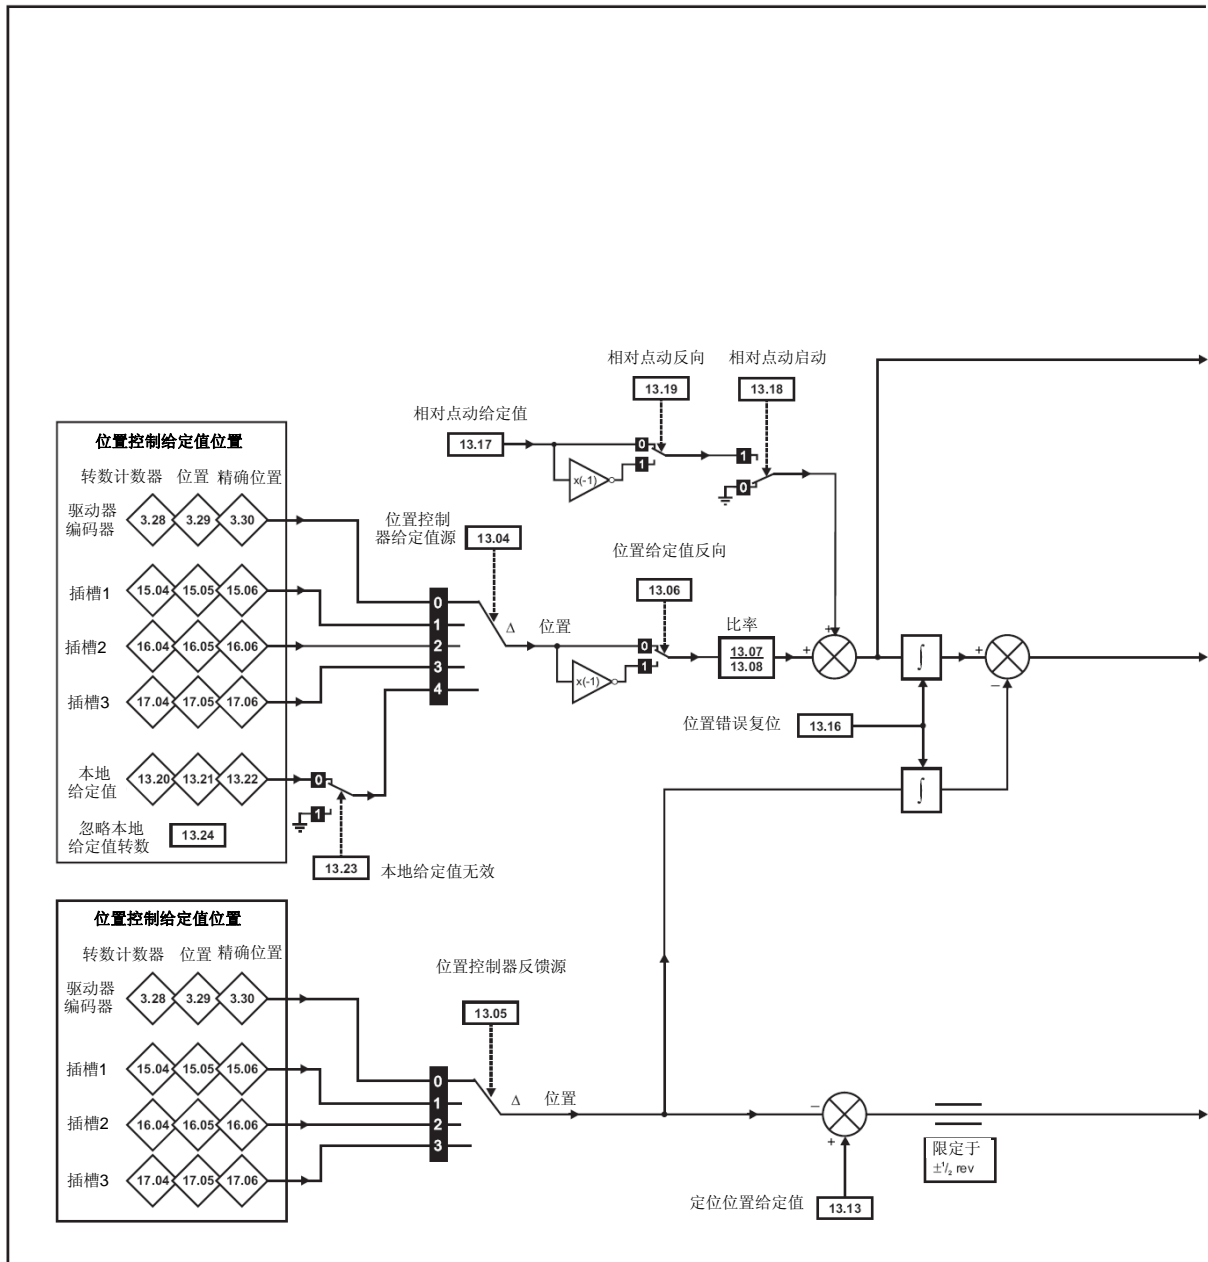 相对点动反向
相对点动启动
13.19
13.18
相对点动给定值
13.17
0
1
x(-1)
1
0
位置控制给定值位置
转数计数器 位置 精确位置
驱动器
编码器
3.28 3.29 3.30
插槽1
15.04 15.05 15.06
插槽2
16.04 16.05 16.06
插槽3
17.04 17.05 17.06
本地
给定值
13.20 13.21 13.22
忽略本地
给定值转数
13.24
0
1
13.23
本地给定值无效
位置控制
器给定值源
13.04
0
1
2
3
4
Δ 位置
位置给定值反向
13.06
0
1
x(-1)
比率
13.07
13.08
+
+
∫
+
−
位置错误复位
13.16
∫
位置控制给定值位置
转数计数器 位置 精确位置
驱动器
编码器
3.28 3.29 3.30
插槽1
15.04 15.05 15.06
插槽2
16.04 16.05 16.06
插槽3
17.04 17.05 17.06
位置控制器反馈源
13.05
0
1
2
3
Δ 位置
−
+
限定于
±1/2 rev
定位位置给定值
13.13